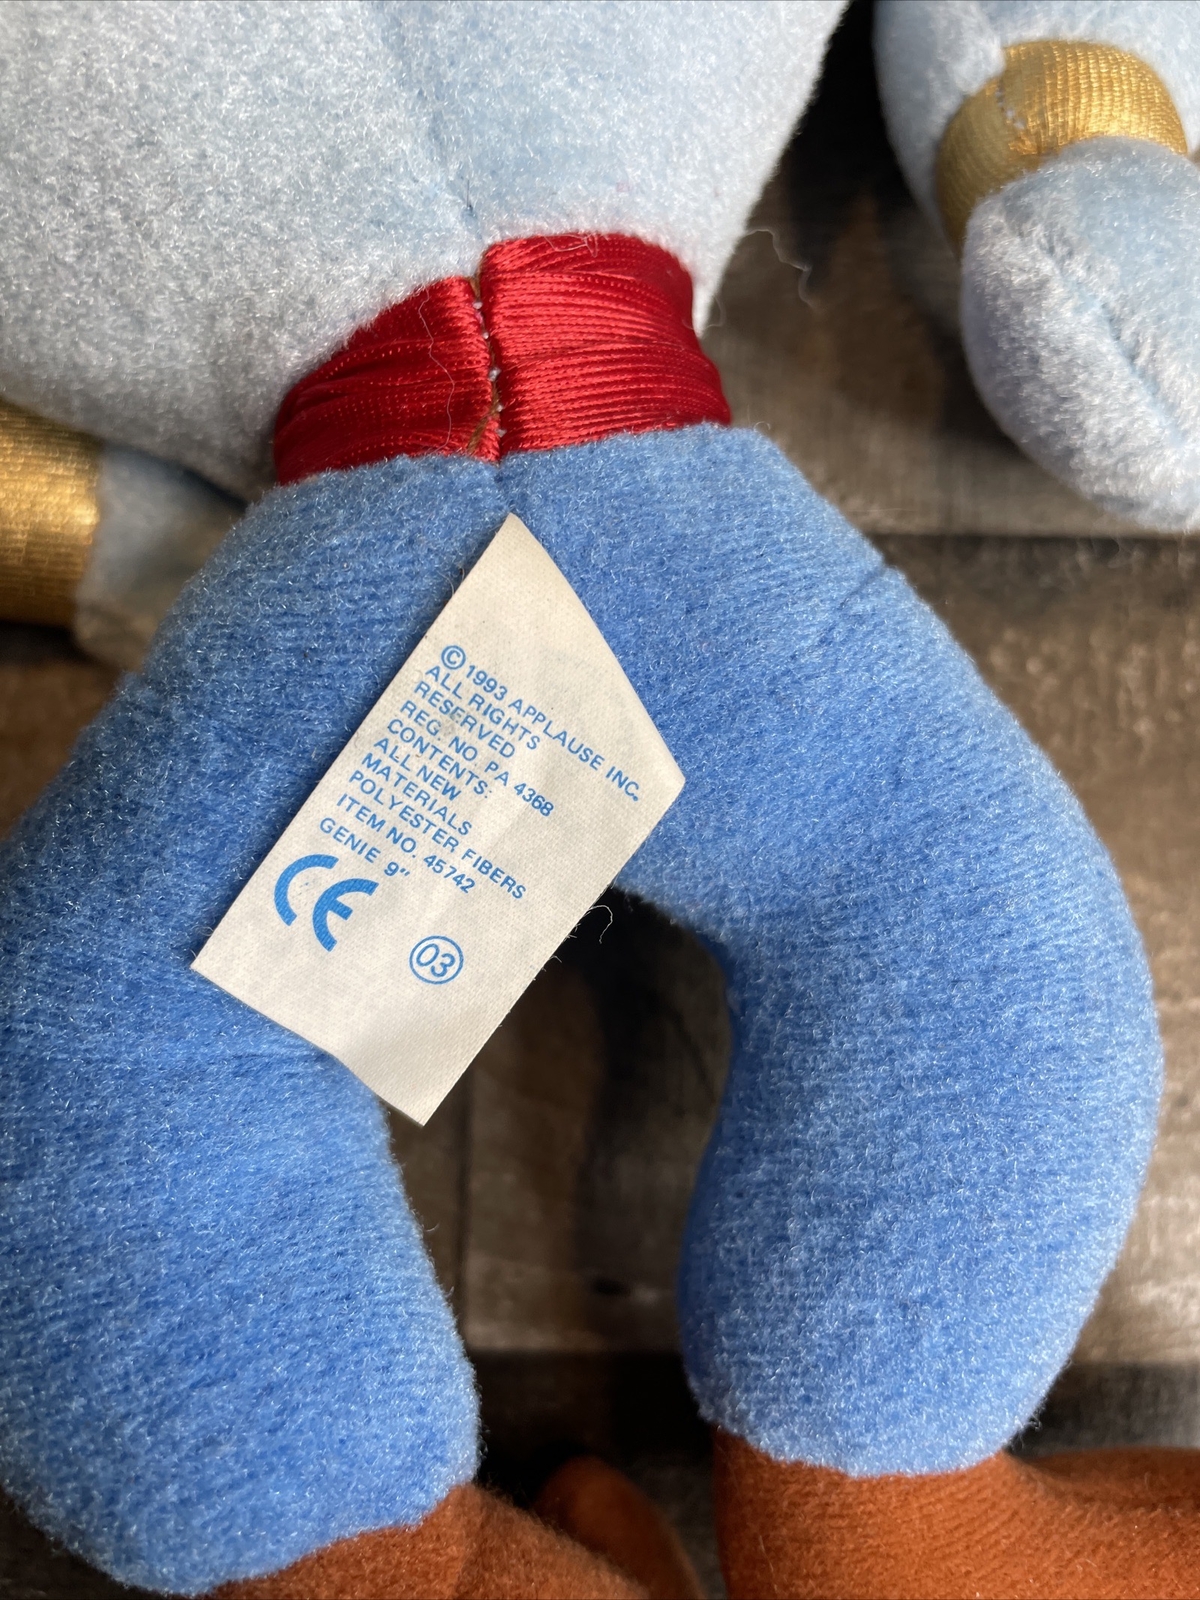 ©1993 APPLAUSE INC.
ALL RIGHTS
RESERVED
REG. NO. PA 4368
CONTENTS:
ALL NEW
MATERIALS
POLYESTER FIBERS
ITEM NO. 45742
GENIE 9"
CE
03